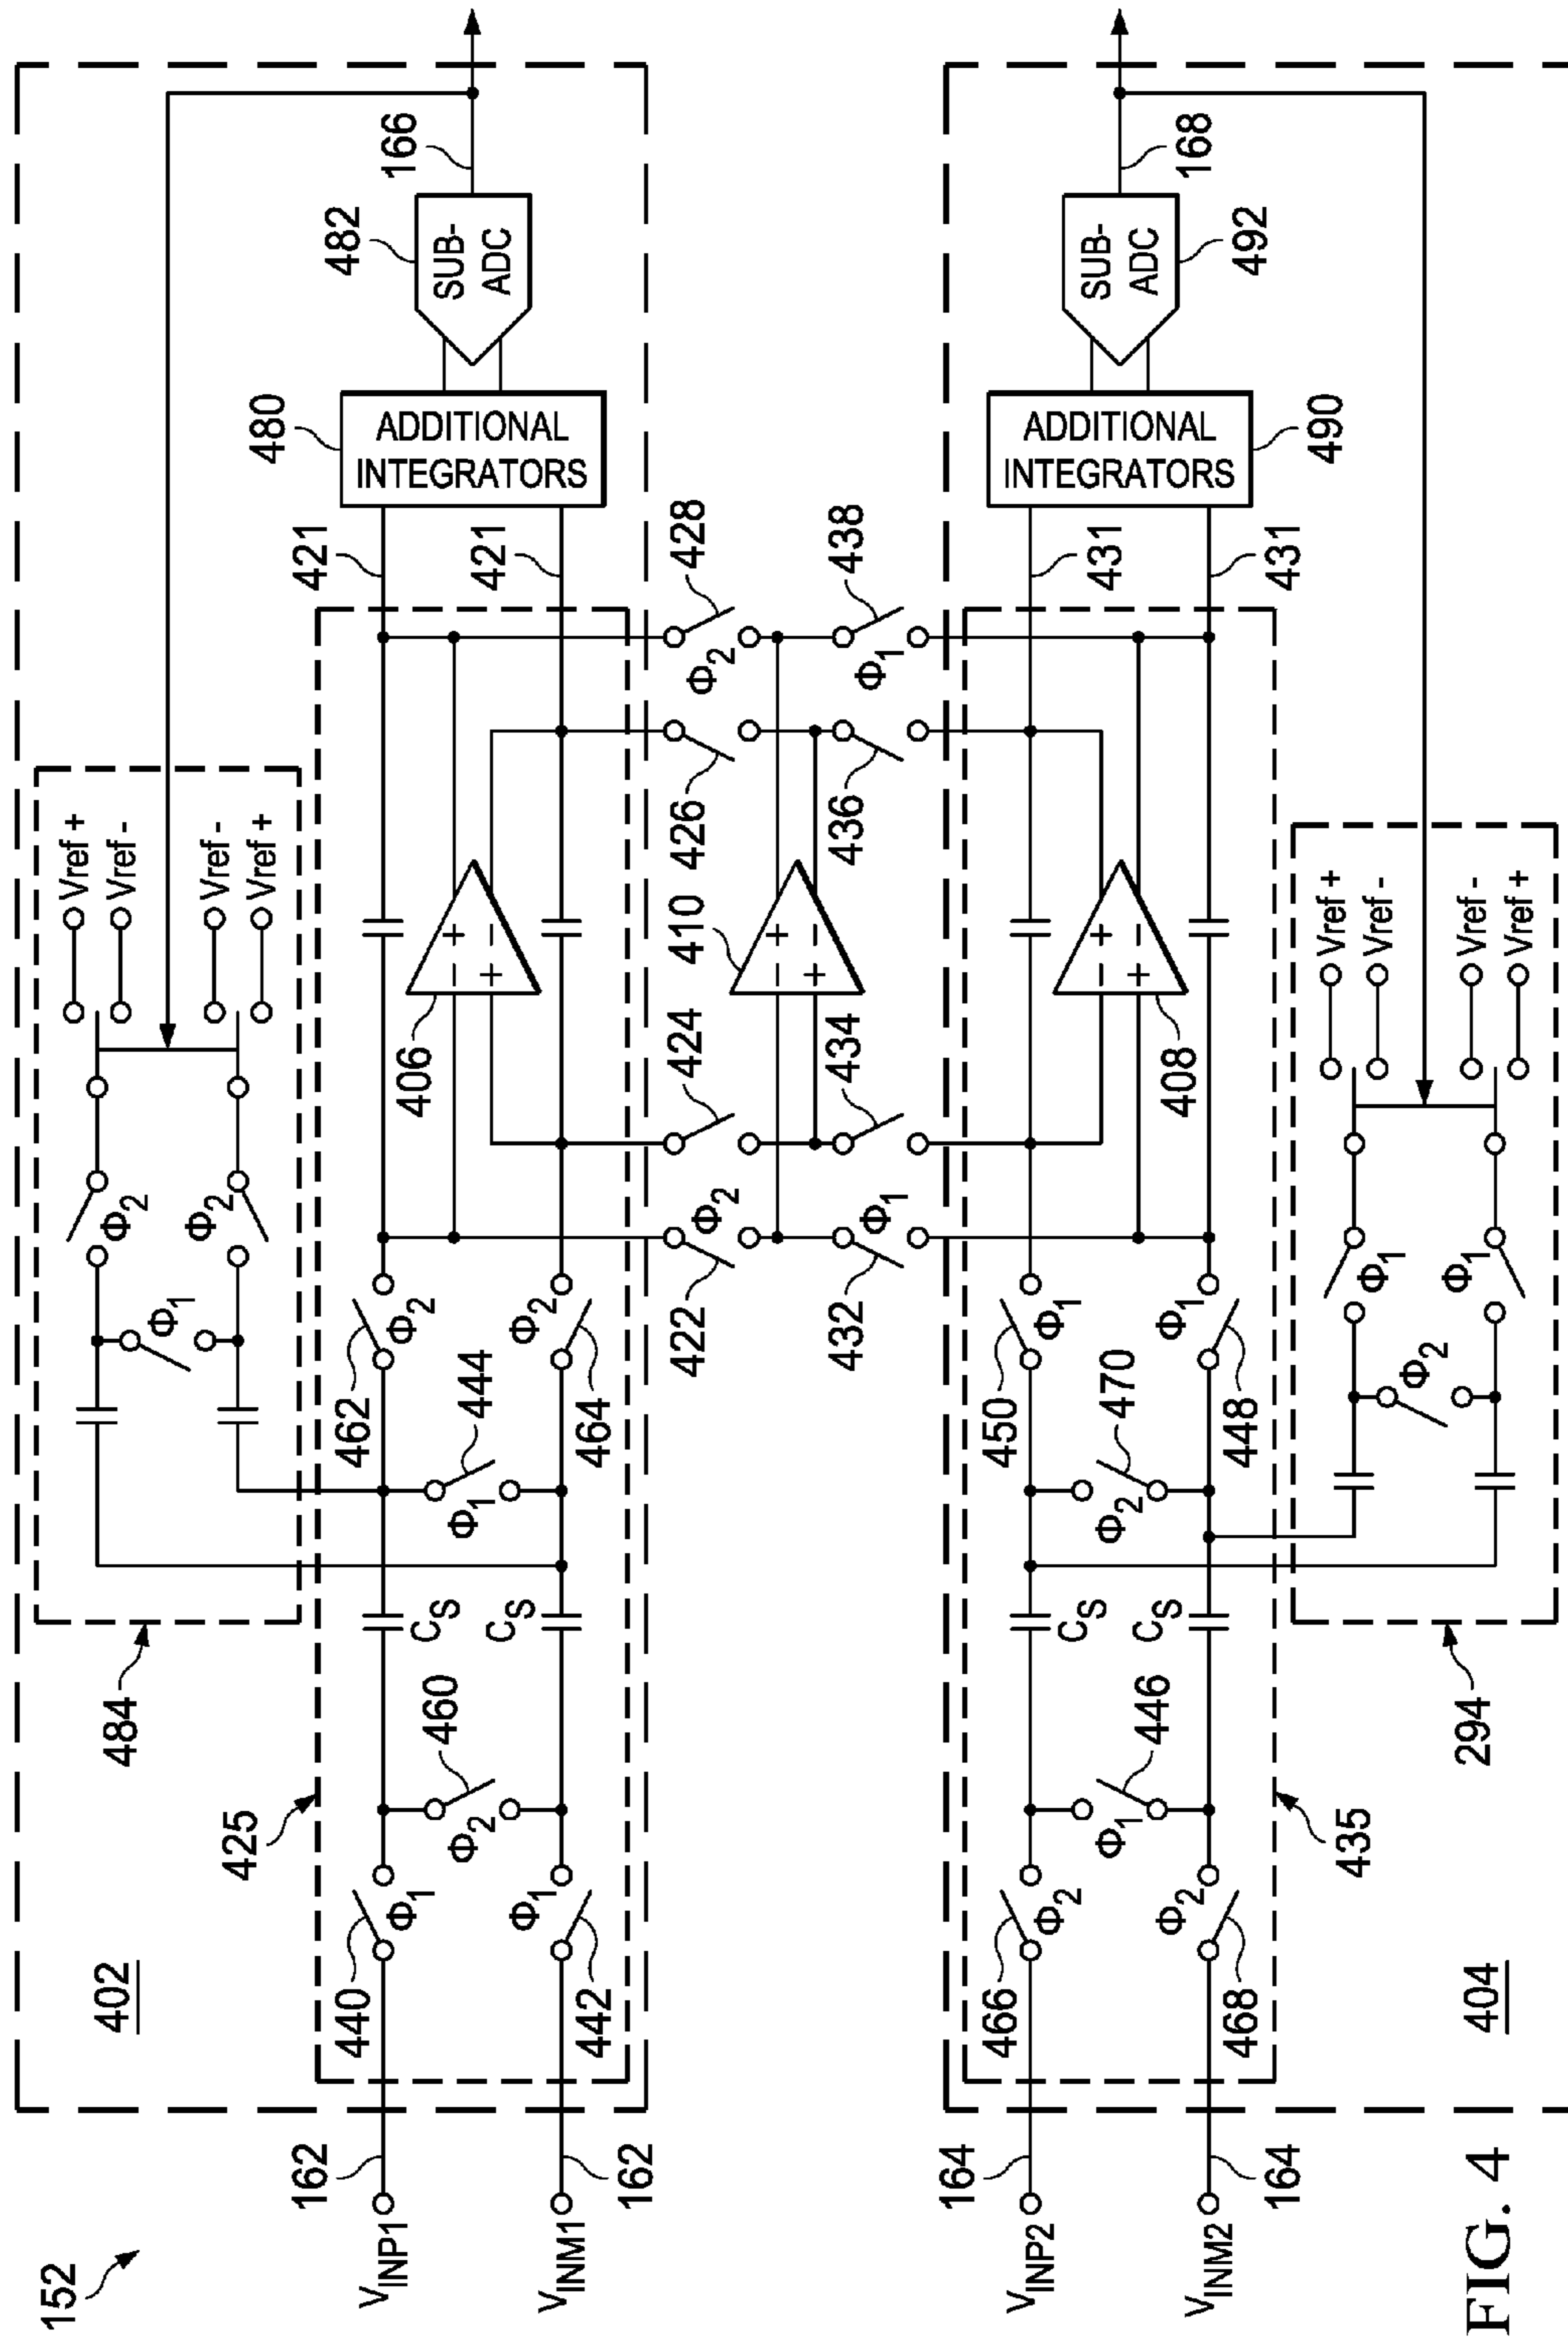 152
402
484
Φ1
Φ2
Φ2
Vref +
Vref -
Vref -
Vref +
425
162
VINP1
440
Φ1
460
Φ2
CS
462
Φ2
444
Φ1
406
-
+
+
-
421
480
ADDITIONAL
INTEGRATORS
482
SUB-
ADC
166
162
VINM1
442
Φ1
CS
464
Φ2
421
422
Φ2
424
426
Φ2
428
410
-
+
+
-
432
Φ1
434
436
Φ1
438
164
VINP2
466
Φ2
446
Φ1
CS
450
Φ1
470
Φ2
408
-
+
+
-
431
490
ADDITIONAL
INTEGRATORS
492
SUB-
ADC
168
164
VINM2
468
Φ2
CS
448
Φ1
431
435
404
294
Φ2
Φ1
Φ1
Vref +
Vref -
Vref -
Vref +
FIG. 4